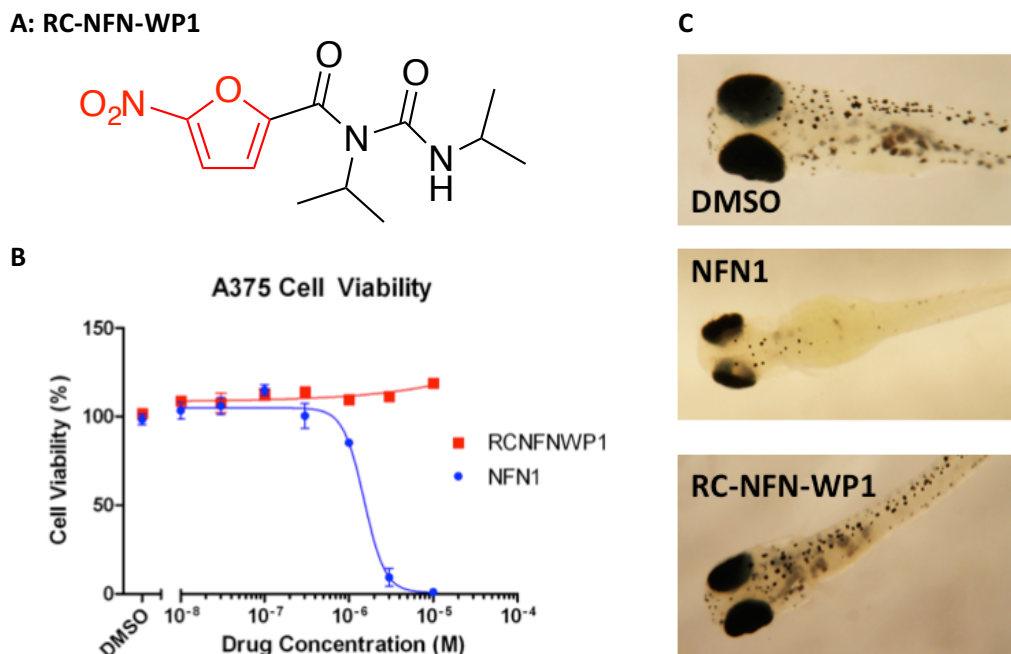 A: RC-NFN-WP1
O₂N
O
O
O
N
N
H
B
A375 Cell Viability
Cell Viability (%)
150
100
50
0
RCNFNWP1
NFN1
DMSO
10⁻⁸
10⁻⁷
10⁻⁶
10⁻⁵
10⁻⁴
Drug Concentration (M)
C
DMSO
NFN1
RC-NFN-WP1